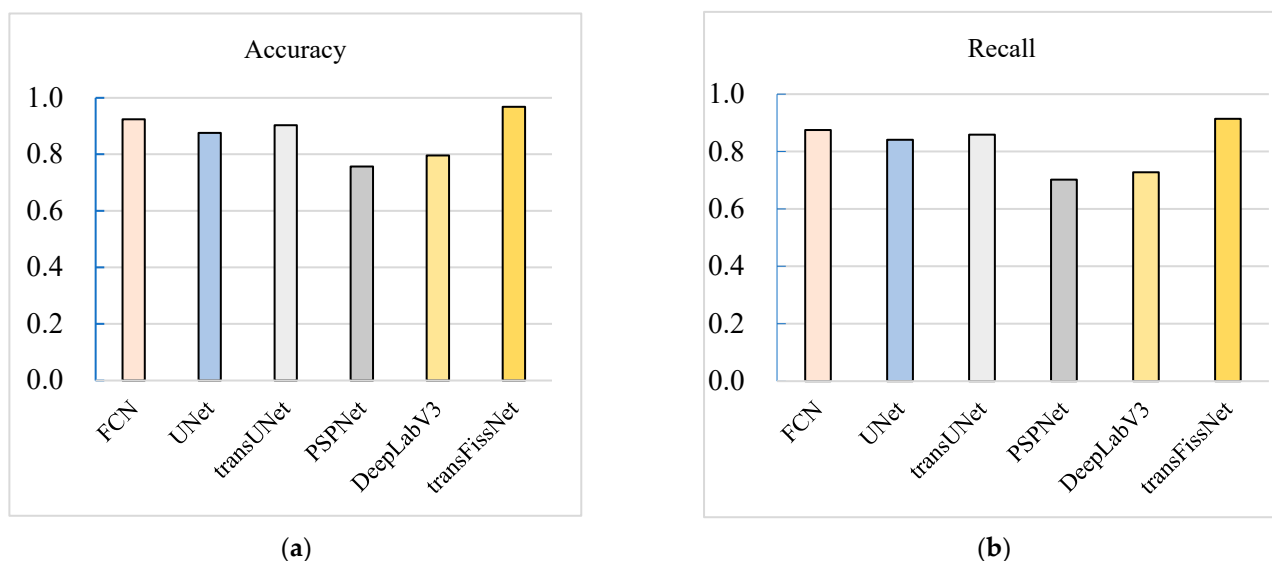 Accuracy
1.0
0.8
0.6
0.4
0.2
0.0
FCN
UNet
transUNet
PSPNet
DeepLabV3
transFissNet
(a)
Recall
1.0
0.8
0.6
0.4
0.2
0.0
FCN
UNet
transUNet
PSPNet
DeepLabV3
transFissNet
(b)